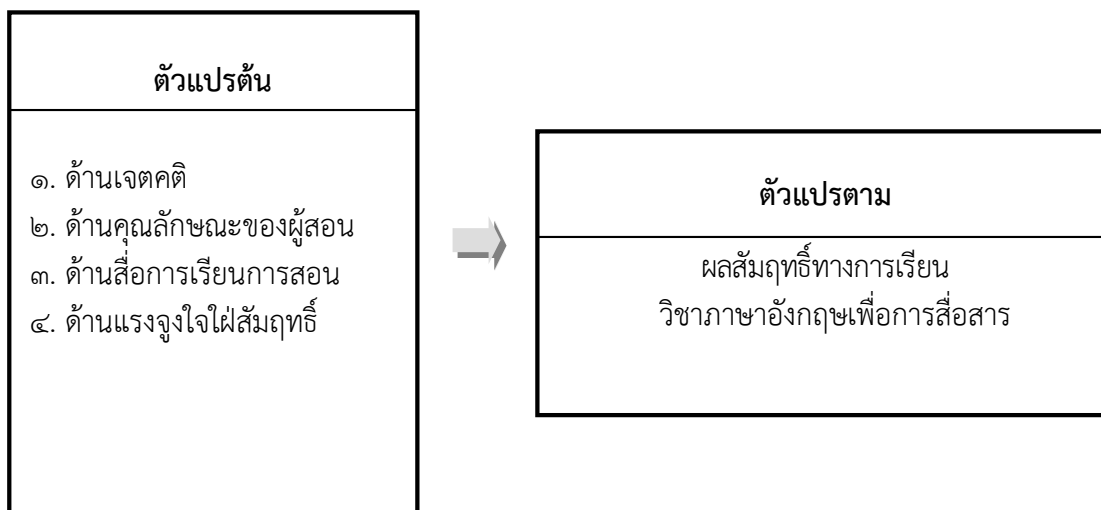 ตัวแปรต้น
๑. ด้านเจตคติ
๒. ด้านคุณลักษณะของผู้สอน
๓. ด้านสื่อการเรียนการสอน
๔. ด้านแรงจูงใจใฝ่สัมฤทธิ์
ตัวแปรตาม
ผลสัมฤทธิ์ทางการเรียน
วิชาภาษาอังกฤษเพื่อการสื่อสาร